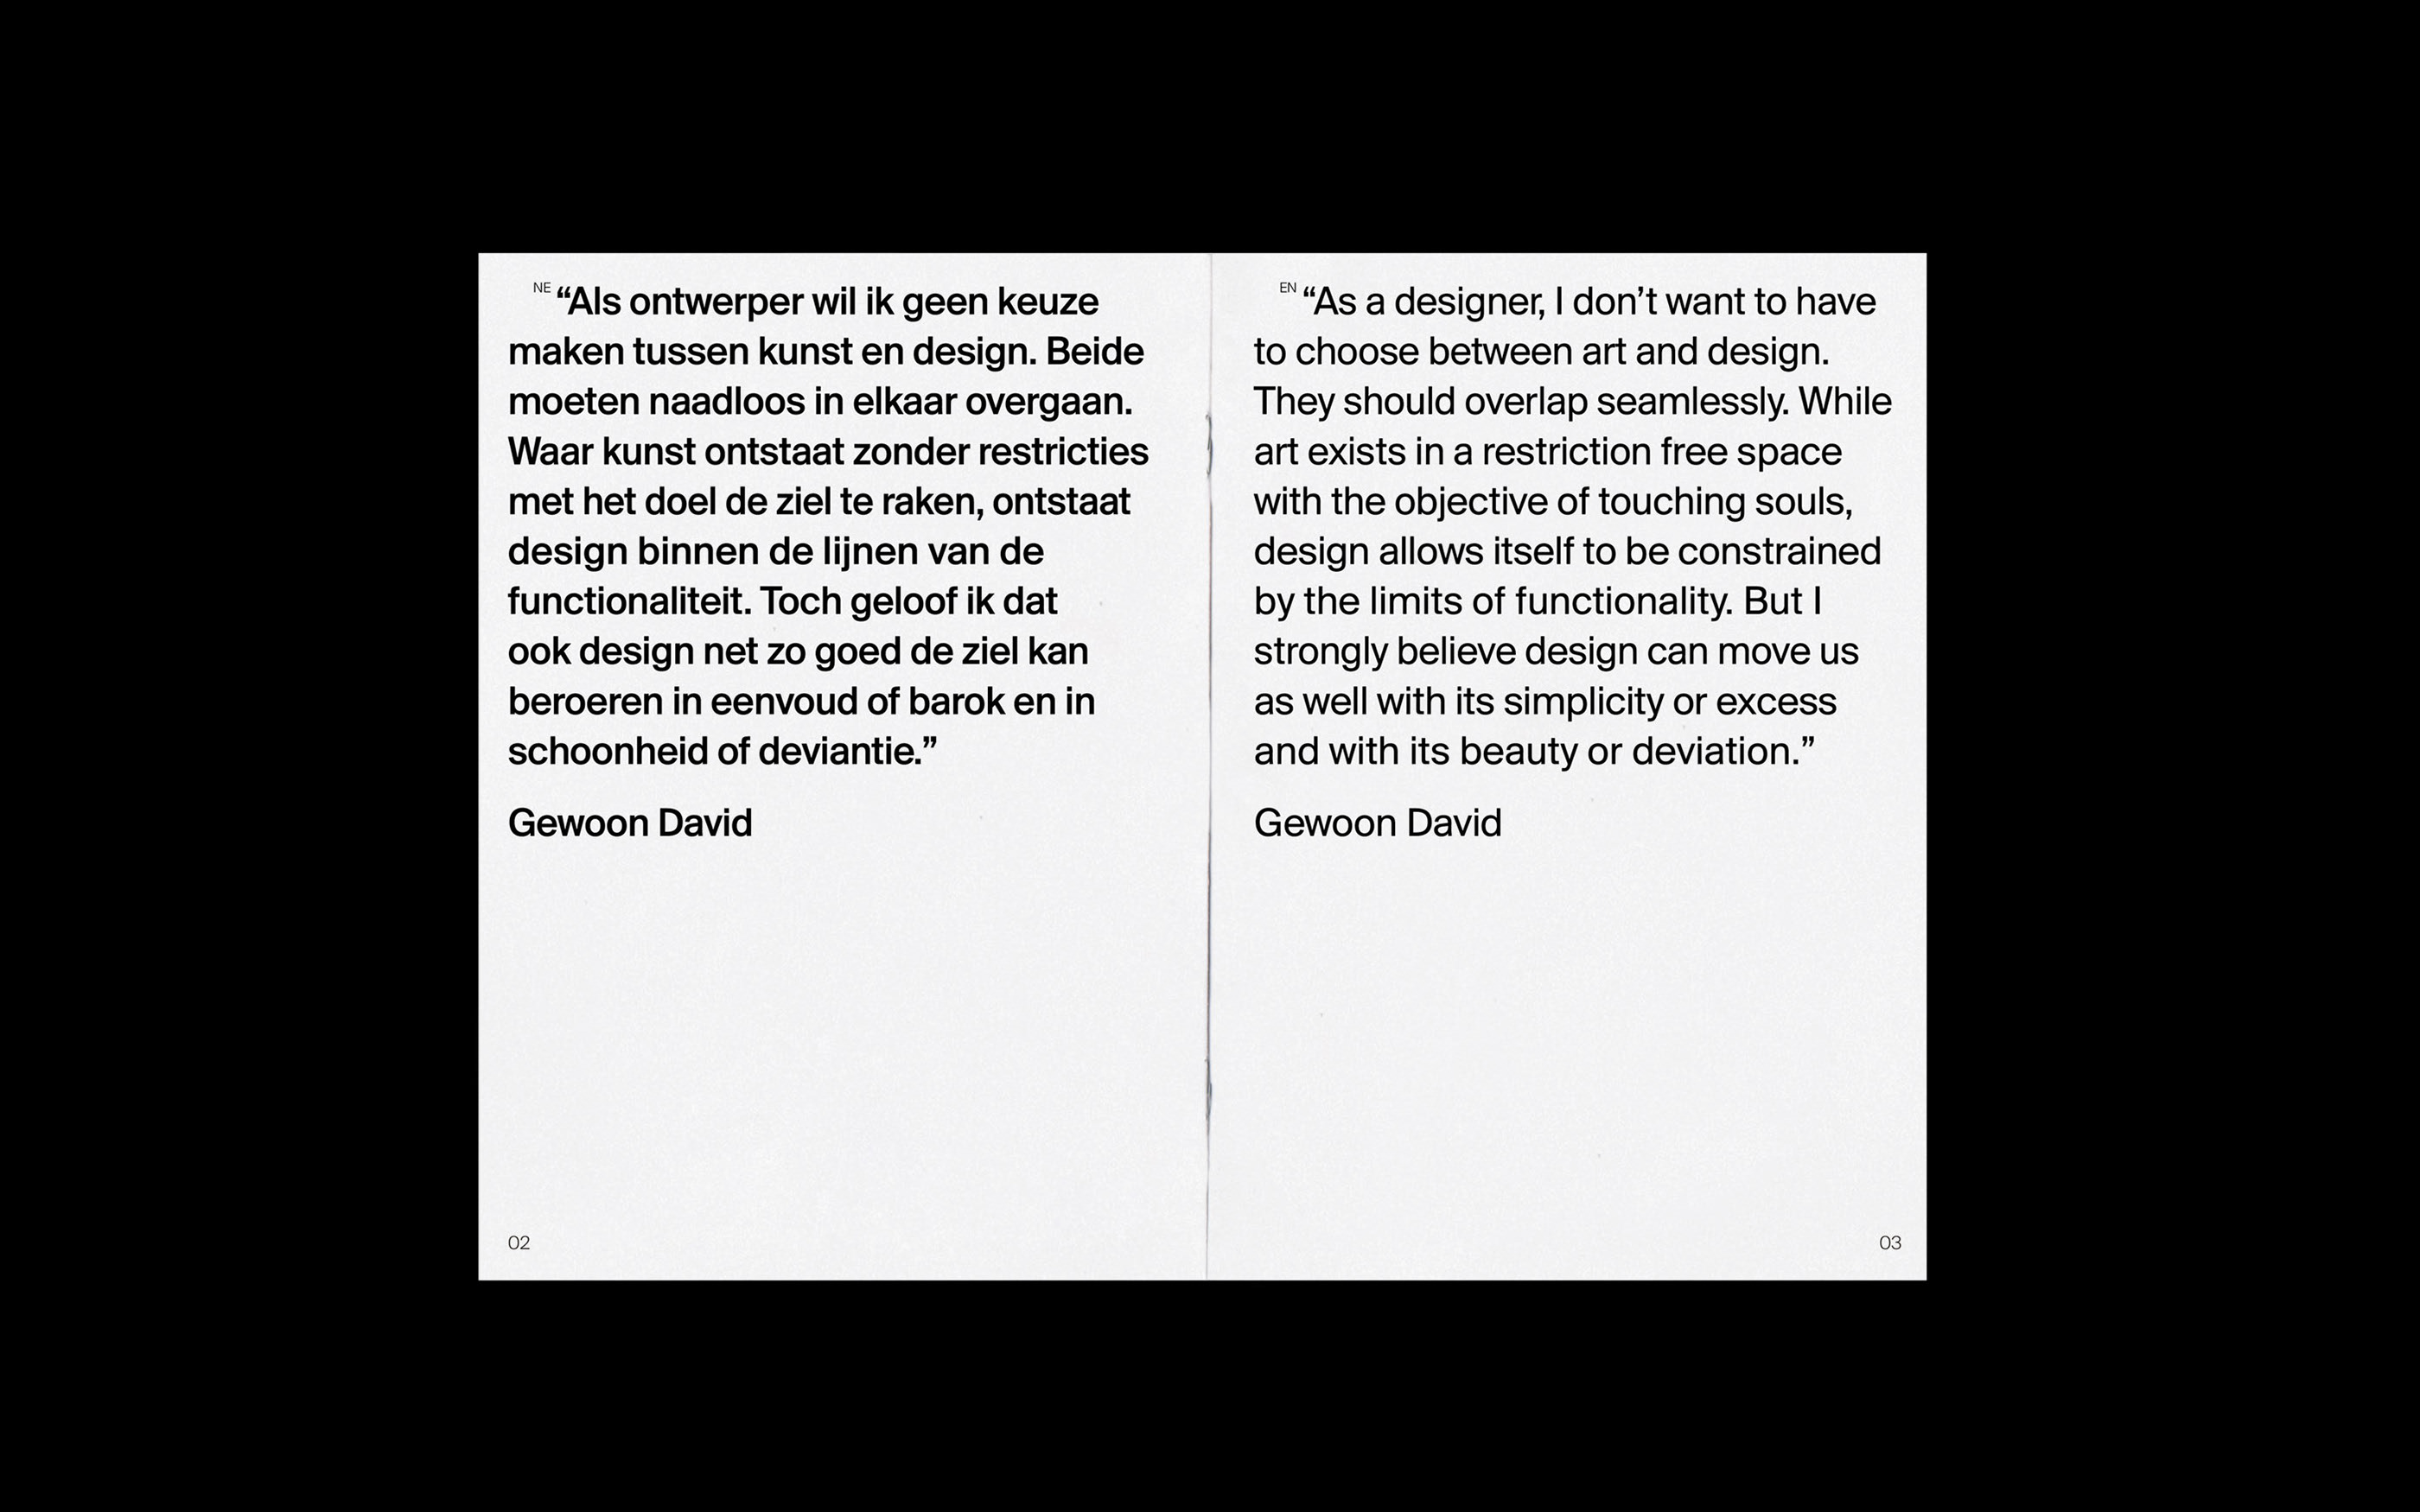 NE “Als ontwerper wil ik geen keuze
maken tussen kunst en design. Beide
moeten naadloos in elkaar overgaan.
Waar kunst ontstaat zonder restricties
met het doel de ziel te raken, ontstaat
design binnen de lijnen van de
functionaliteit. Toch geloof ik dat
ook design net zo goed de ziel kan
beroeren in eenvoud of barok en in
schoonheid of deviantie.”
Gewoon David
02
EN “As a designer, I don’t want to have
to choose between art and design.
They should overlap seamlessly. While
art exists in a restriction free space
with the objective of touching souls,
design allows itself to be constrained
by the limits of functionality. But I
strongly believe design can move us
as well with its simplicity or excess
and with its beauty or deviation.”
Gewoon David
03